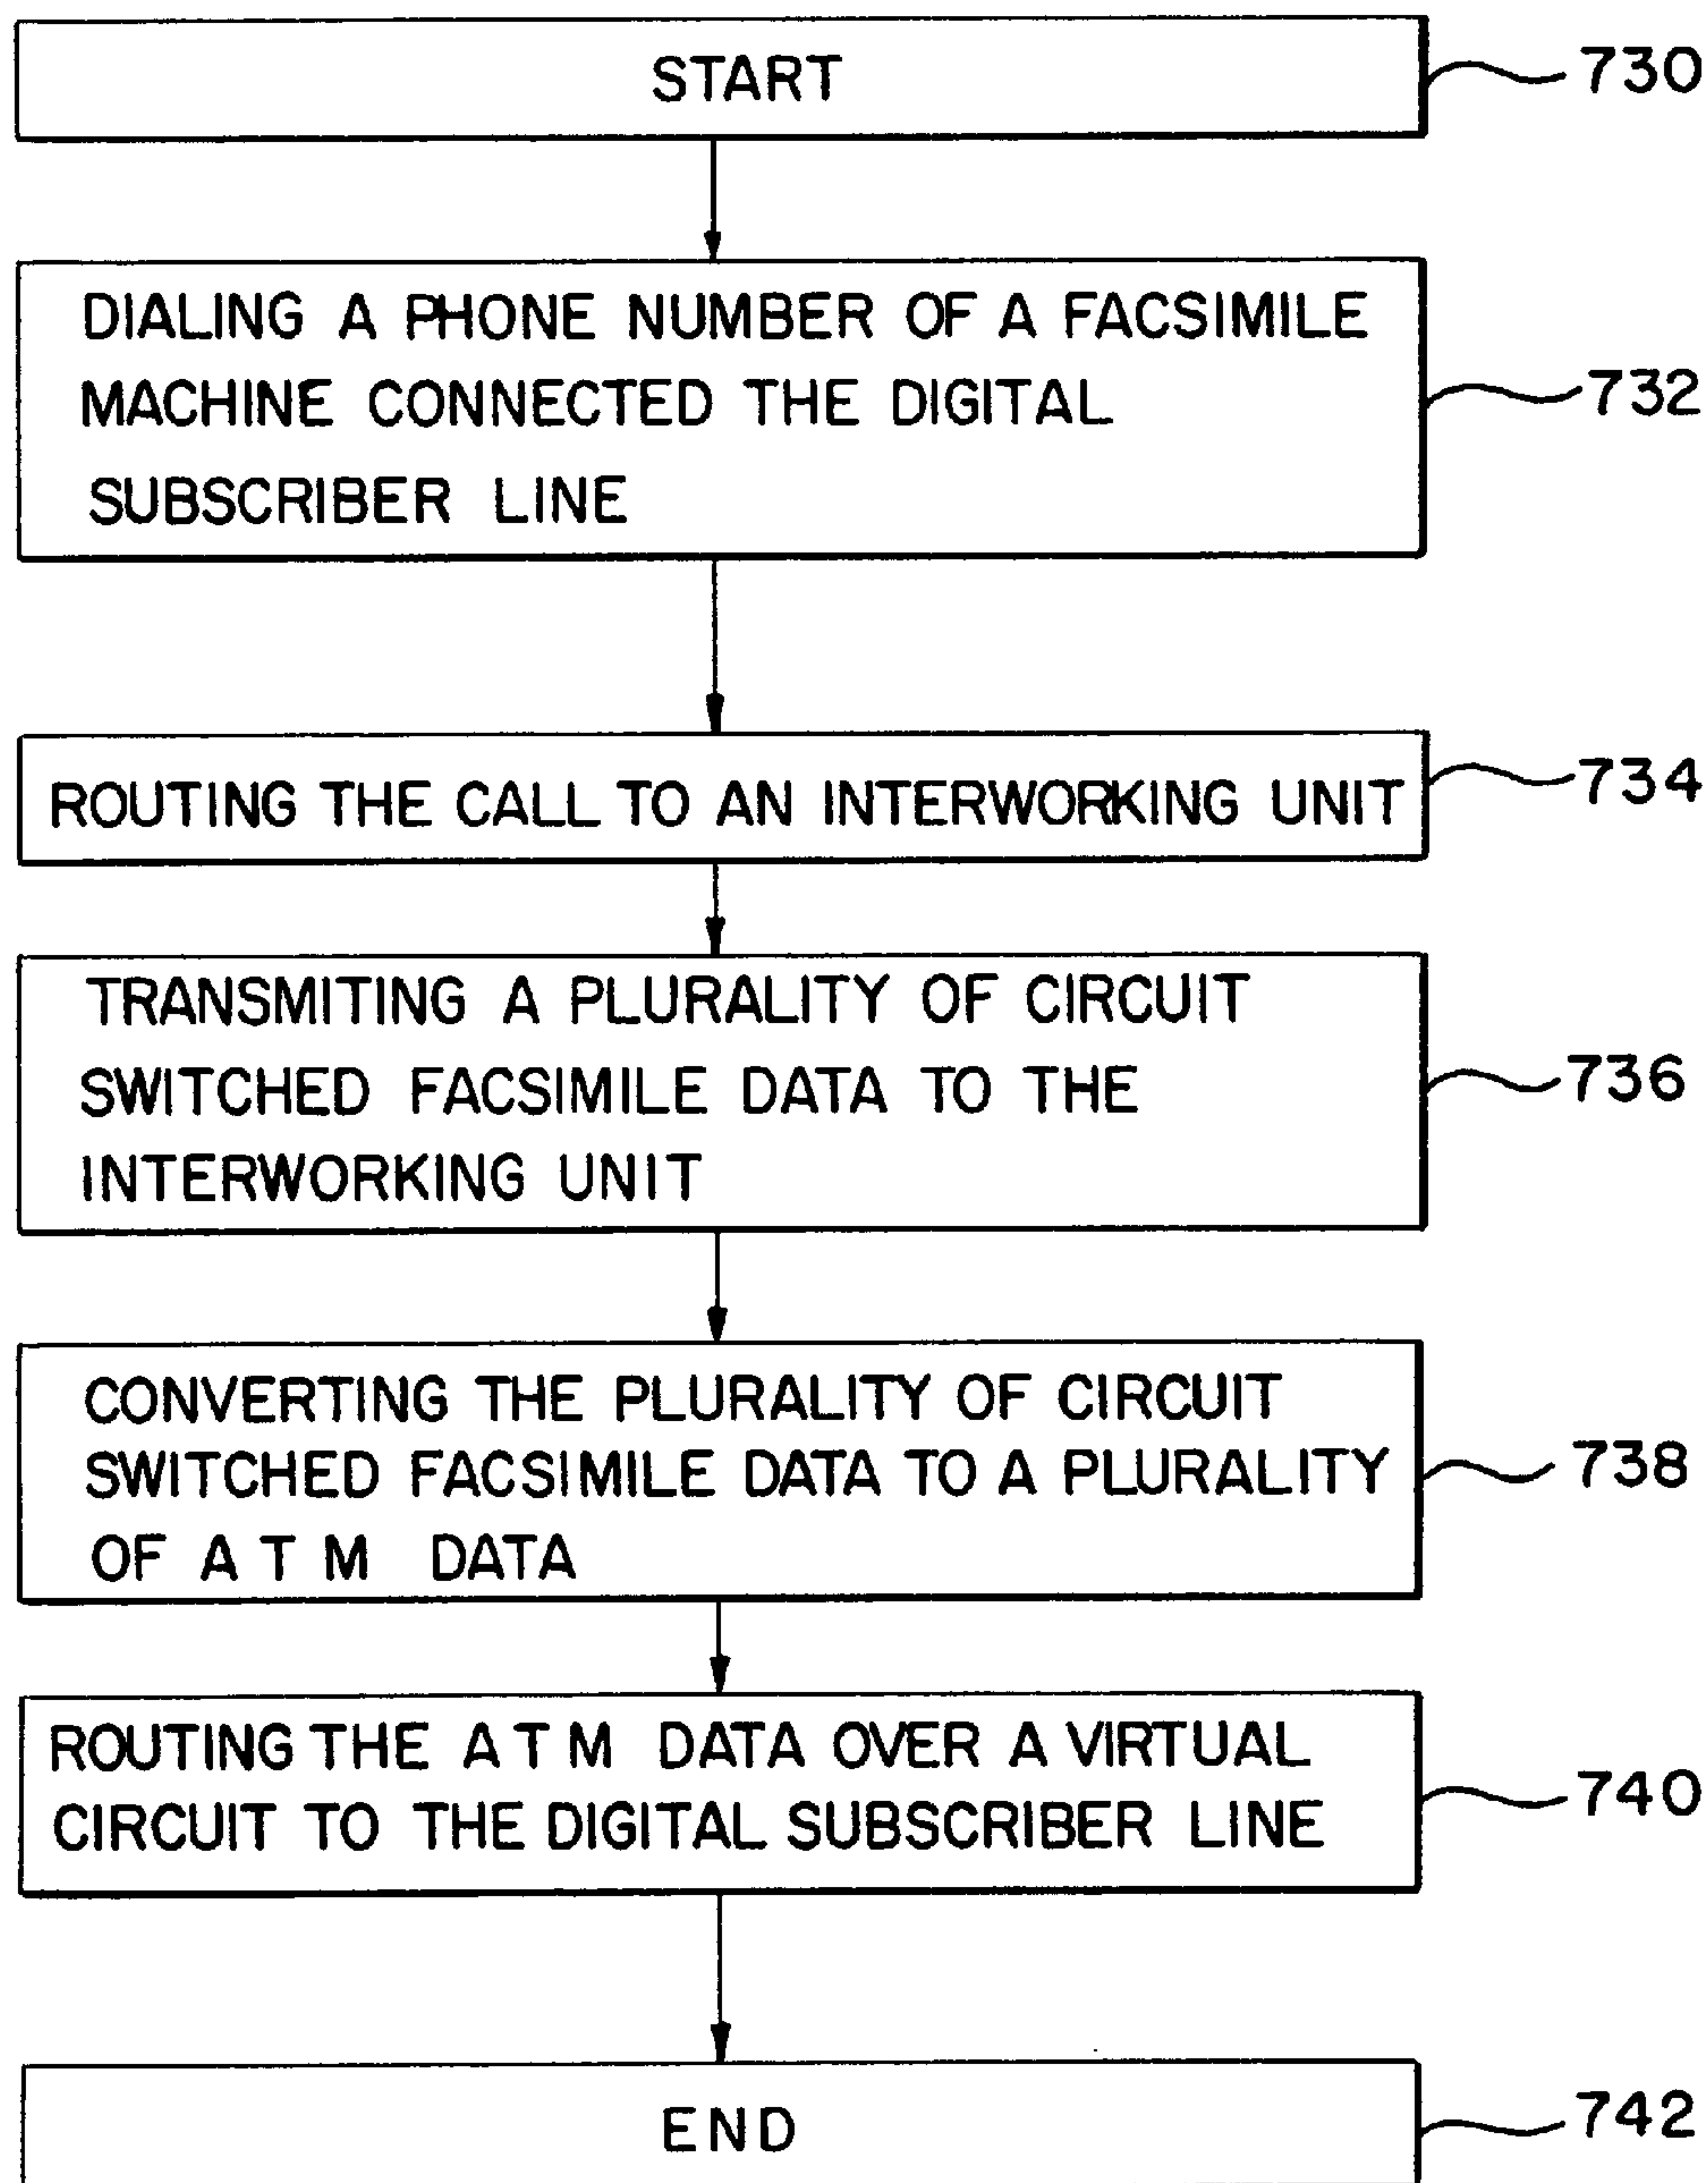 START
730
DIALING A PHONE NUMBER OF A FACSIMILE
MACHINE CONNECTED THE DIGITAL
SUBSCRIBER LINE
732
ROUTING THE CALL TO AN INTERWORKING UNIT
734
TRANSMITING A PLURALITY OF CIRCUIT
SWITCHED FACSIMILE DATA TO THE
INTERWORKING UNIT
736
CONVERTING THE PLURALITY OF CIRCUIT
SWITCHED FACSIMILE DATA TO A PLURALITY
OF A T M DATA
738
ROUTING THE A T M DATA OVER A VIRTUAL
CIRCUIT TO THE DIGITAL SUBSCRIBER LINE
740
END
742